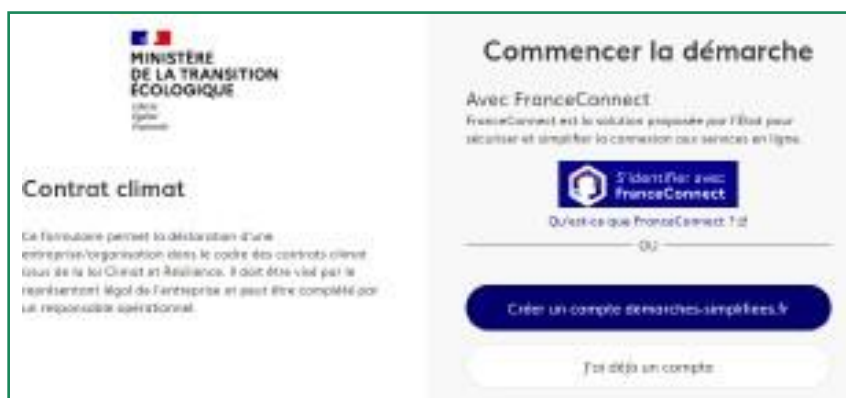 MINISTÈRE
DE LA TRANSITION
ÉCOLOGIQUE
Liberté
Égalité
Fraternité
Contrat climat
Ce formulaire permet la déclaration d'une
entreprise/organisation dans le cadre des contrats climat
issus de la loi Climat et Résilience. Il doit être visé par le
représentant légal de l'entreprise et peut être complété par
un responsable opérationnel.
Commencer la démarche
Avec FranceConnect
FranceConnect est la solution proposée par l'État pour
sécuriser et simplifier la connexion aux services en ligne.
S'identifier avec
FranceConnect
Qu'est-ce que FranceConnect ?
OU
Créer un compte demarches-simplifiees.fr
J'ai déjà un compte